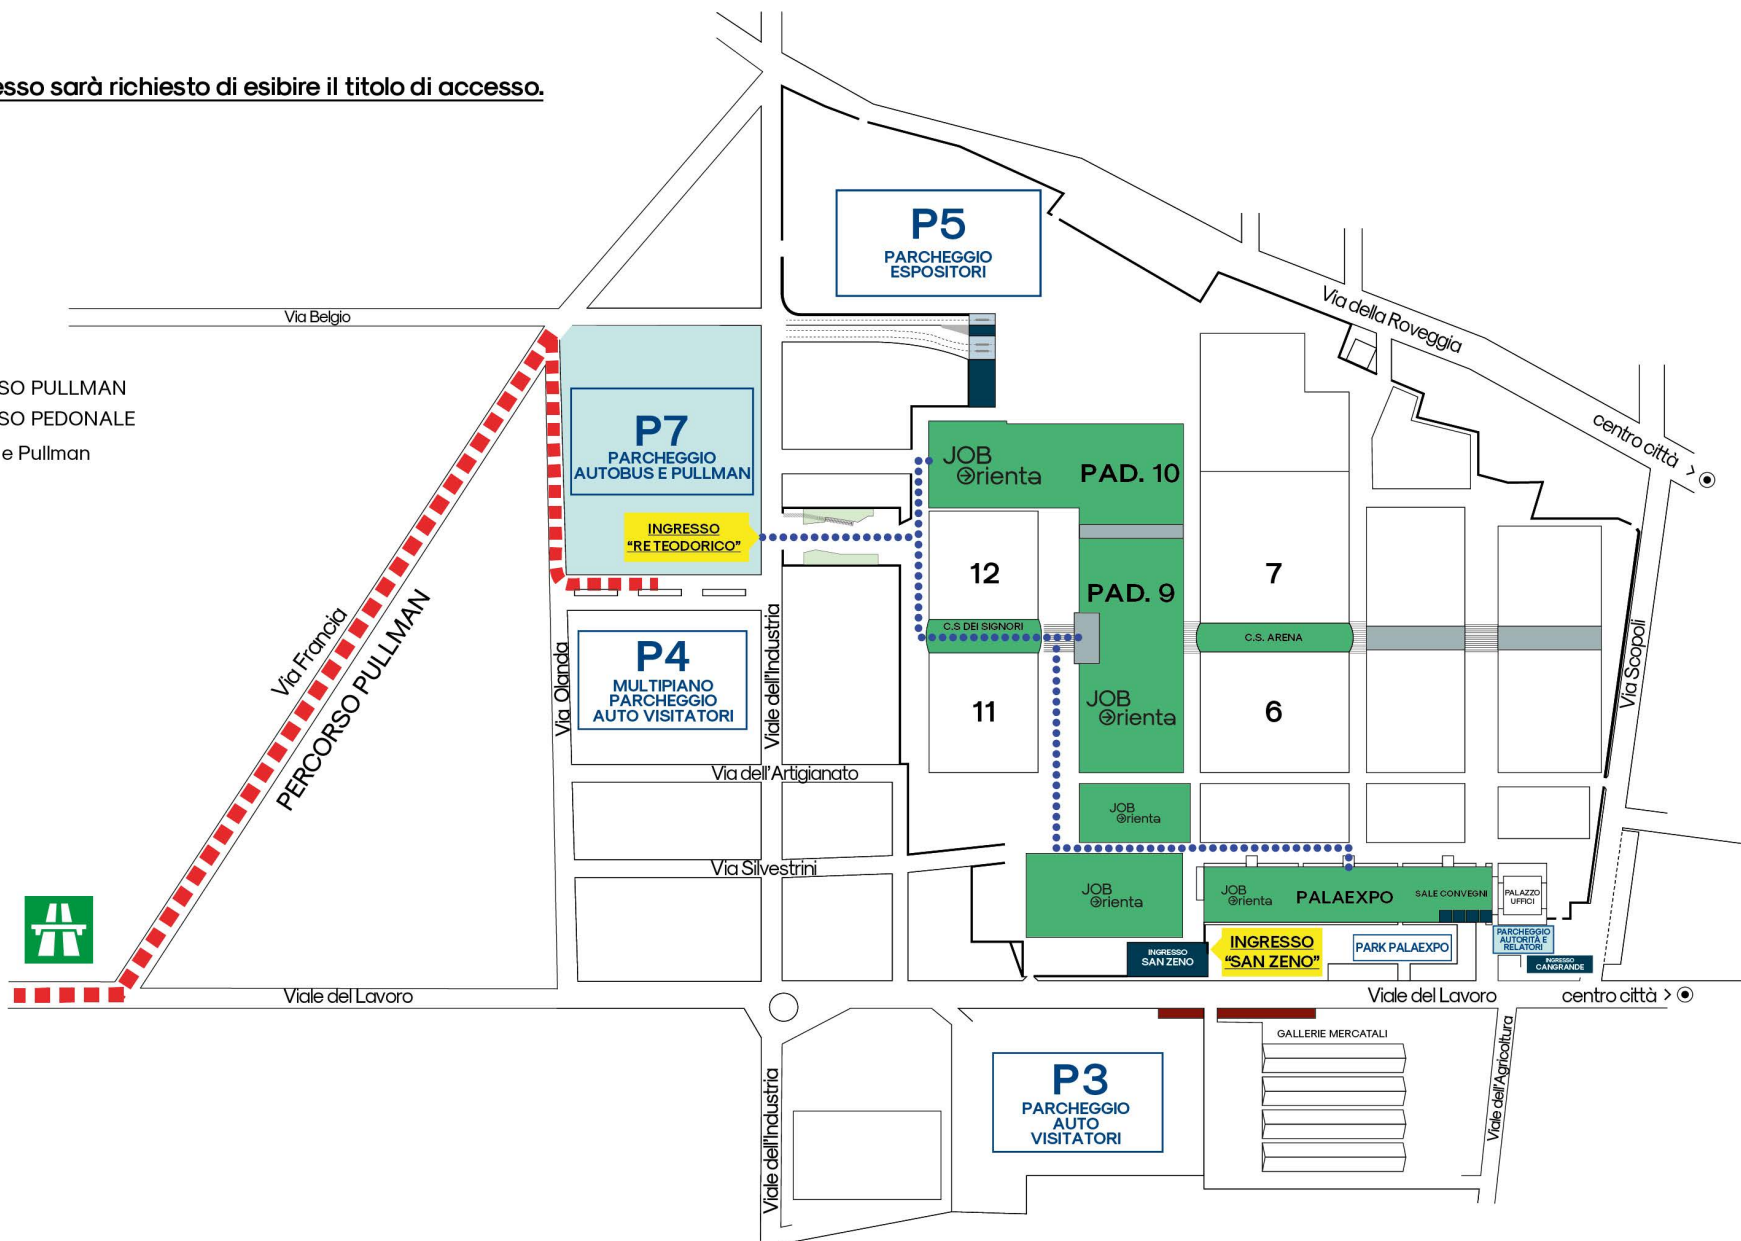 esso sarà richiesto di esibire il titolo di accesso.
P5
PARCHEGGIO
ESPOSITORI
Via della Roveggia
Via Belgio
SO PULLMAN
SO PEDONALE
e Pullman
P7
PARCHEGGIO
AUTOBUS E PULLMAN
INGRESSO
"RE TEODORICO"
JOB
Orienta
PAD. 10
centro città >
12
PAD. 9
7
C.S DEI SIGNORI
C.S. ARENA
Via Francia
PERCORSO PULLMAN
Via Olanda
P4
MULTIPIANO
PARCHEGGIO
AUTO VISITATORI
Viale dell'Industria
11
JOB
Orienta
6
Via Scopoli
Via dell'Artigianato
JOB
Orienta
Via Silvestrini
JOB
Orienta
JOB
Orienta
PALAEXPO
SALE CONVEGNI
PALAZZO
UFFICI
INGRESSO
SAN ZENO
INGRESSO
"SAN ZENO"
PARK PALAEXPO
PARCHEGGIO
AUTORITÀ E
RELATORI
INGRESSO
CANGRANDE
Viale del Lavoro
Viale del Lavoro
centro città >
GALLERIE MERCATALI
P3
PARCHEGGIO
AUTO
VISITATORI
Viale dell'Industria
Viale dell'Agricoltura